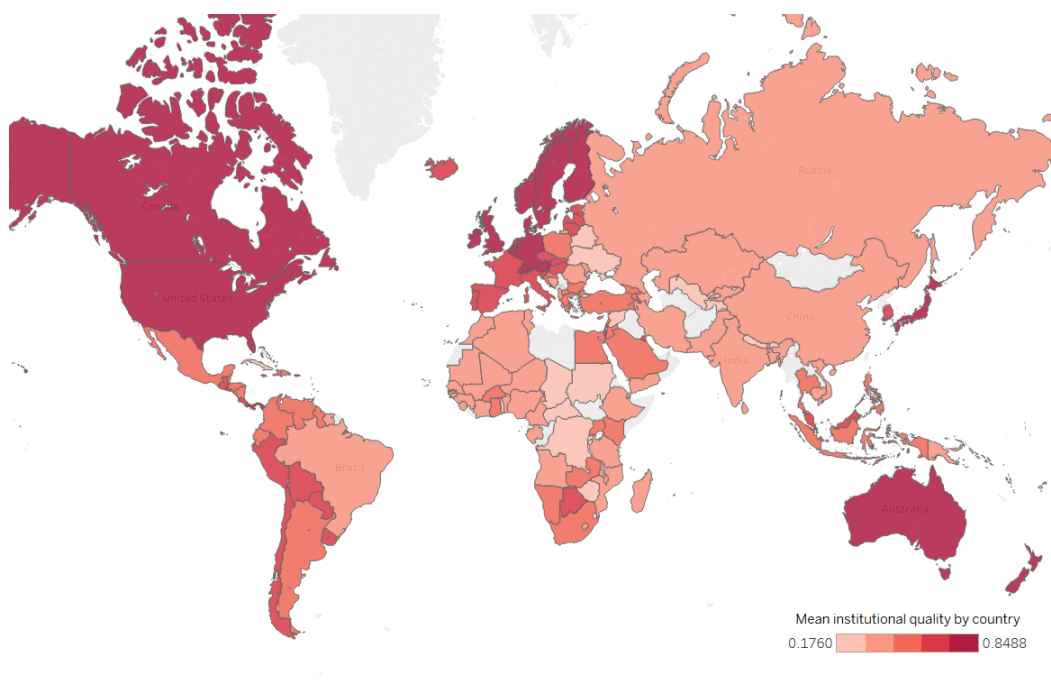 Canada
Russia
United States
China
India
Brazil
Australia
Mean institutional quality by country
0.1760 0.8488